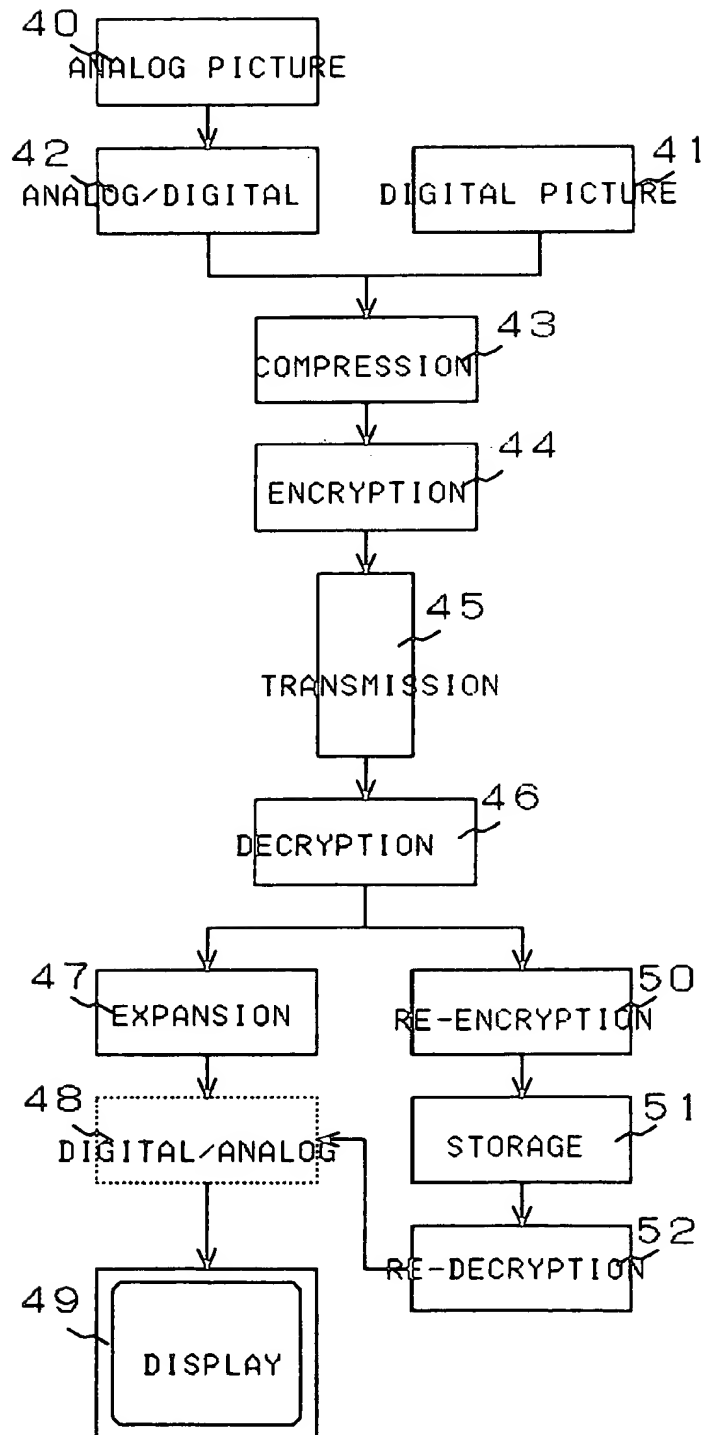 40
ANALOG PICTURE
42
ANALOG/DIGITAL
41
DIGITAL PICTURE
43
COMPRESSION
44
ENCRYPTION
45
TRANSMISSION
46
DECRYPTION
47
EXPANSION
50
RE-ENCRYPTION
48
DIGITAL/ANALOG
51
STORAGE
52
RE-DECRYPTION
49
DISPLAY